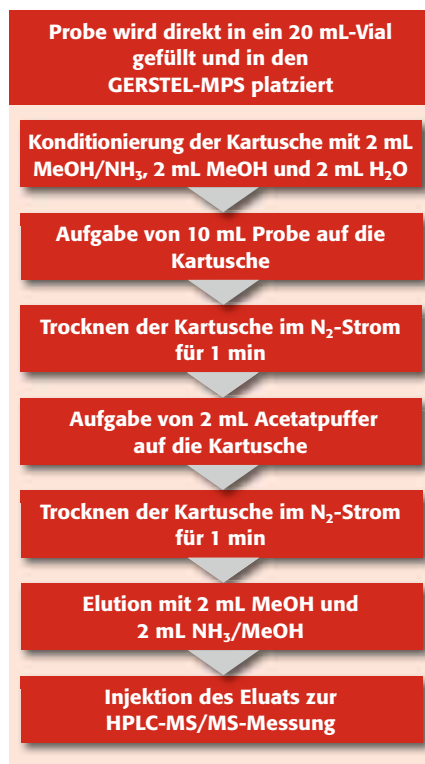 Probe wird direkt in ein 20 mL-Vial
gefüllt und in den
GERSTEL-MPS platziert
Konditionierung der Kartusche mit 2 mL
MeOH/NH₃, 2 mL MeOH und 2 mL H₂O
Aufgabe von 10 mL Probe auf die
Kartusche
Trocknen der Kartusche im N₂-Strom
für 1 min
Aufgabe von 2 mL Acetatpuffer
auf die Kartusche
Trocknen der Kartusche im N₂-Strom
für 1 min
Elution mit 2 mL MeOH und
2 mL NH₃/MeOH
Injektion des Eluats zur
HPLC-MS/MS-Messung